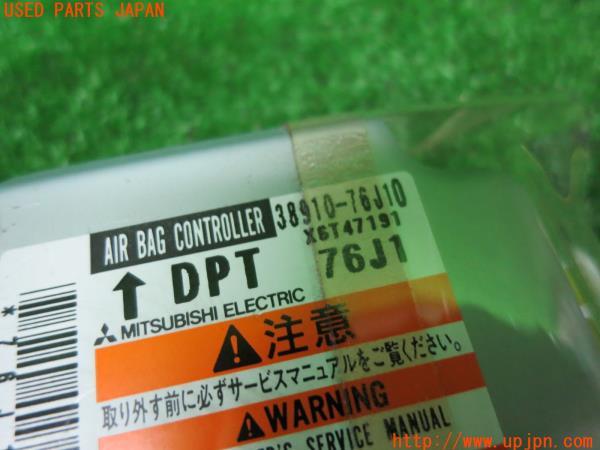 USED PARTS JAPAN
AIR BAG CONTROLLER 38910-76J10
X6T47191
↑ DPT 76J1
MITSUBISHI ELECTRIC
注意
取り外す前に必ずサービスマニュアルをご覧ください。
WARNING
SERVICE MANUAL
*76J
http://www.upjpn.com/